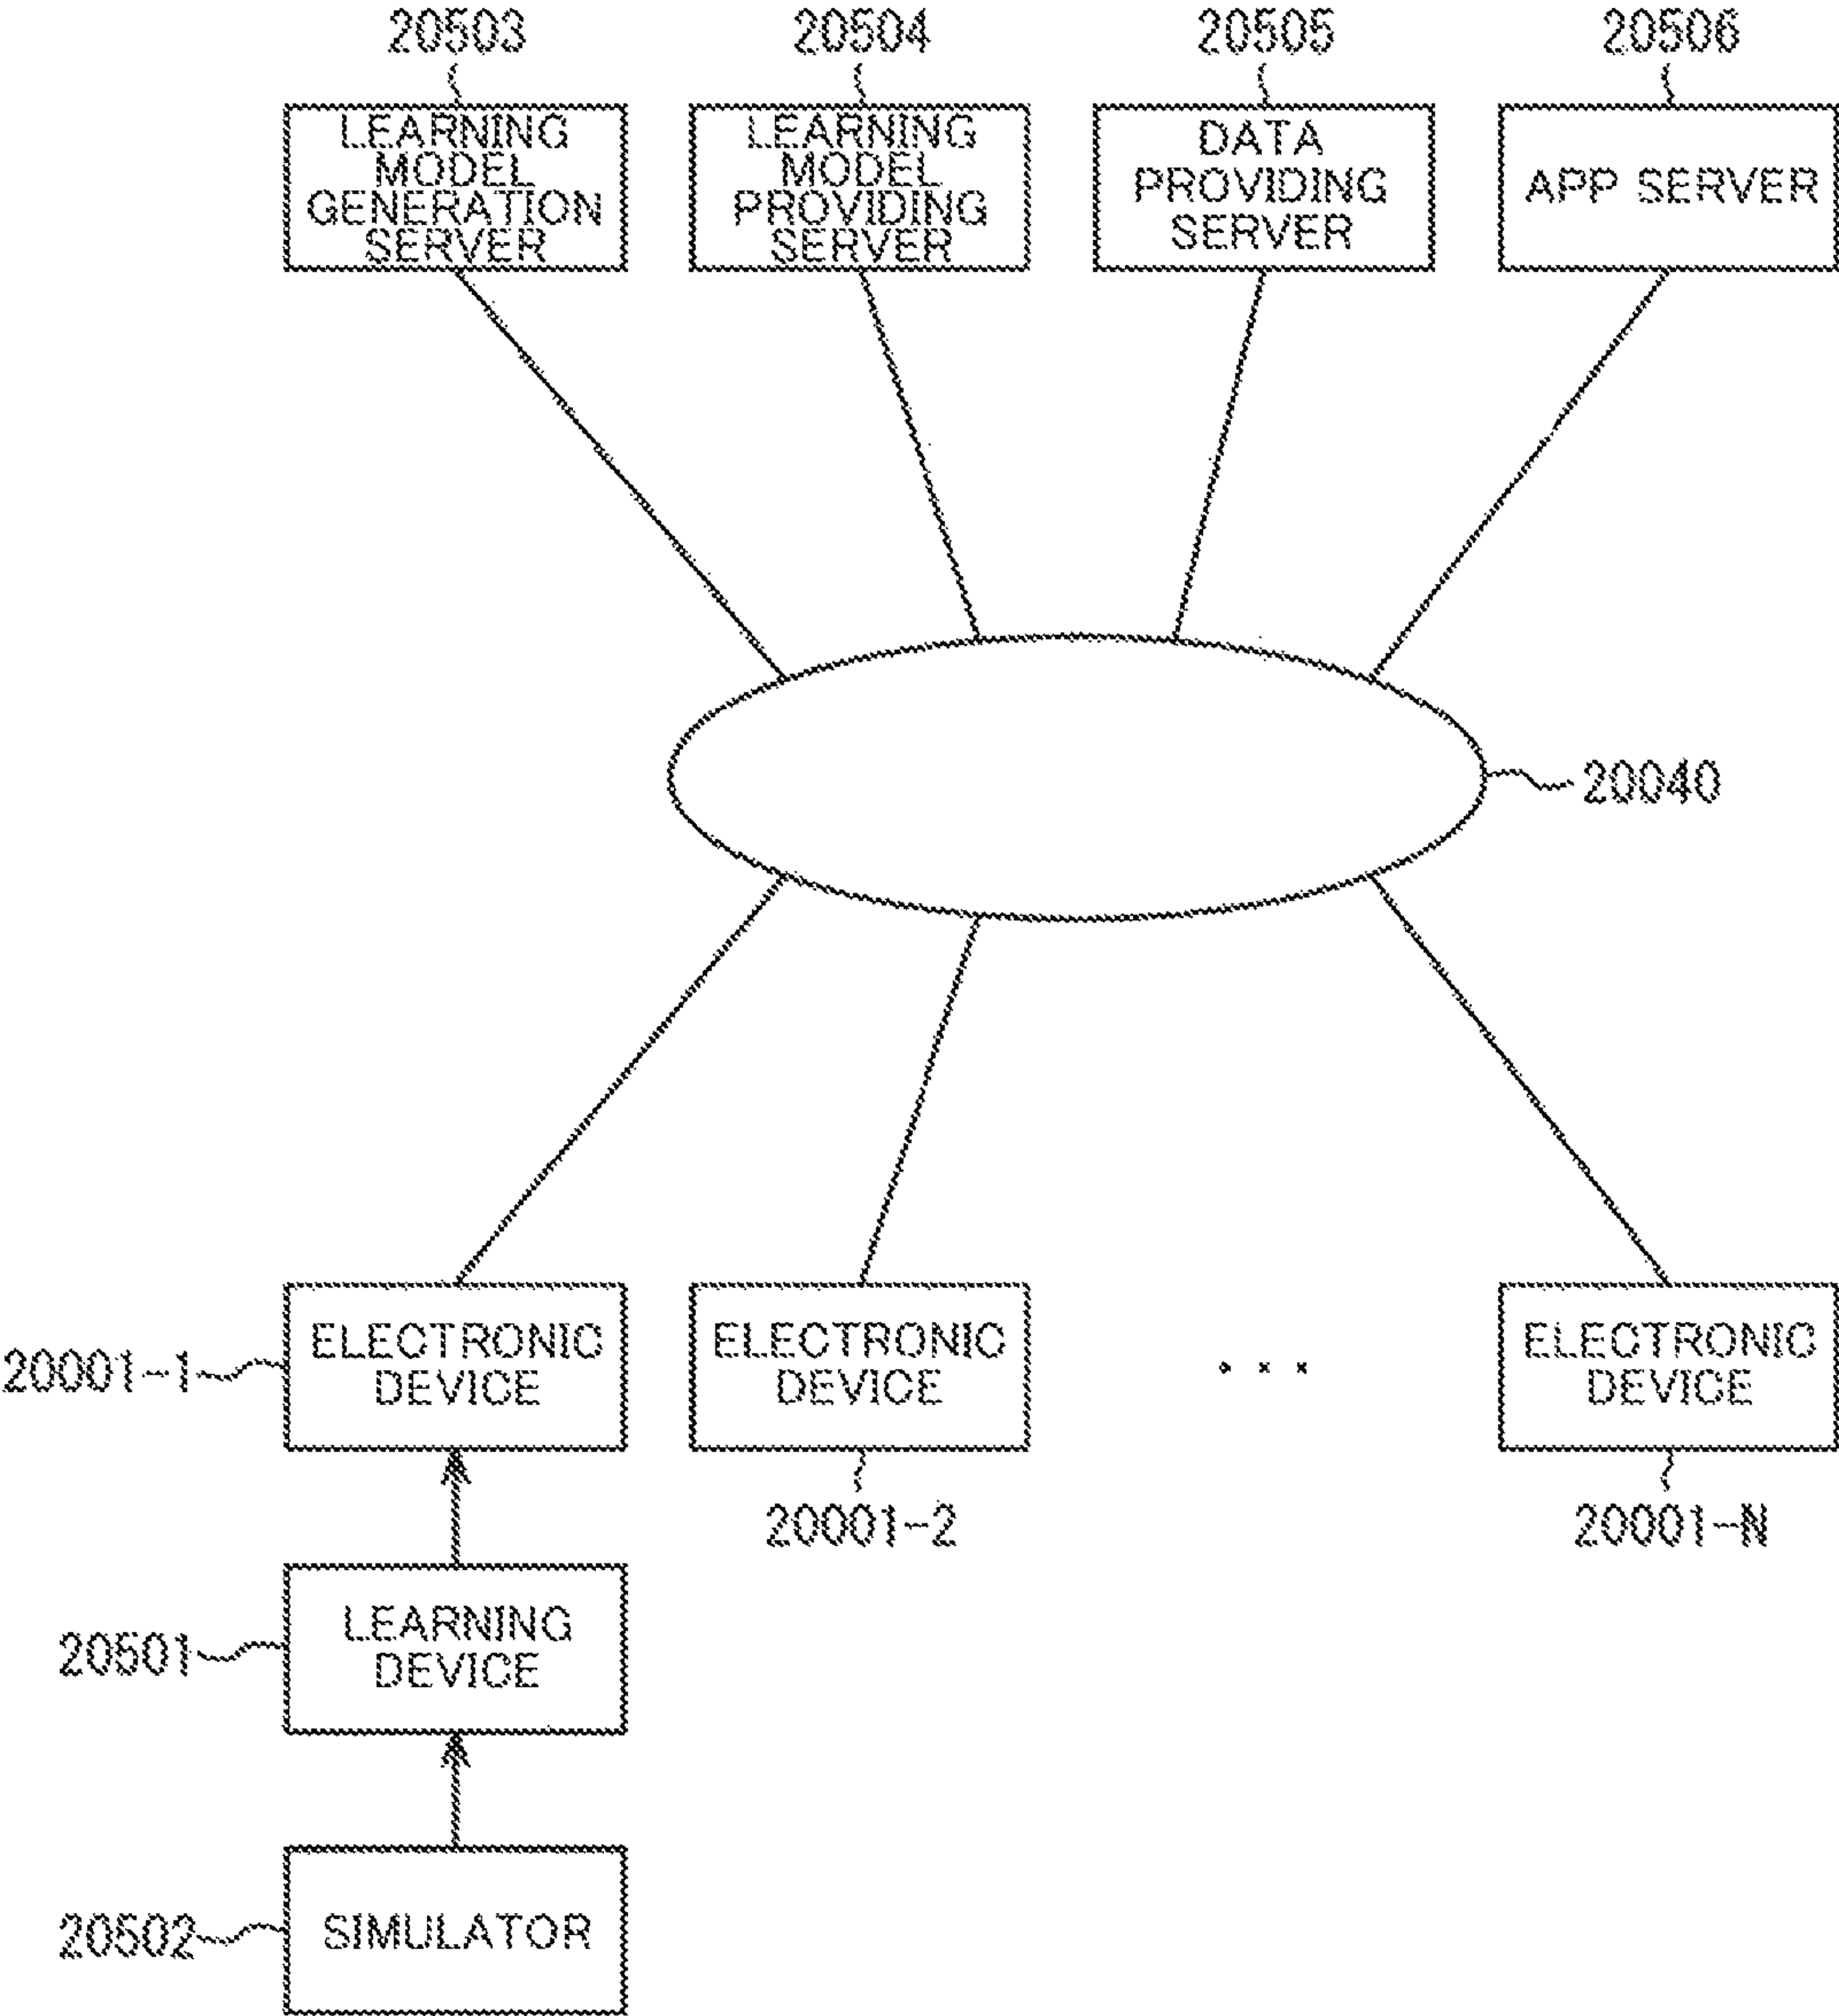 20503
20504
20505
20506
LEARNING
MODEL
GENERATION
SERVER
LEARNING
MODEL
PROVIDING
SERVER
DATA
PROVIDING
SERVER
APP SERVER
20040
20001-1
ELECTRONIC
DEVICE
ELECTRONIC
DEVICE
...
ELECTRONIC
DEVICE
20001-2
20001-N
20501
LEARNING
DEVICE
20502
SIMULATOR